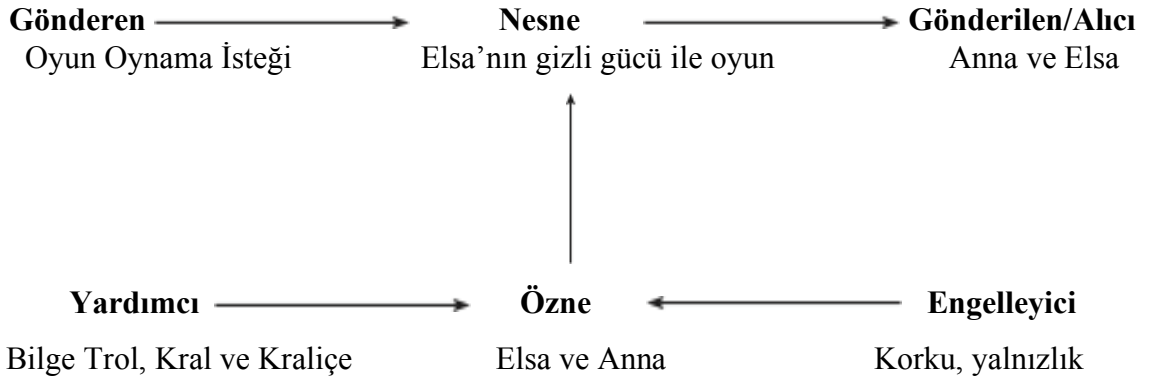 Gönderen Nesne Gönderilen/Alıcı
Oyun Oynama İsteği Elsa’nın gizli gücü ile oyun Anna ve Elsa
Yardımcı Özne Engelleyici
Bilge Trol, Kral ve Kraliçe Elsa ve Anna Korku, yalnızlık